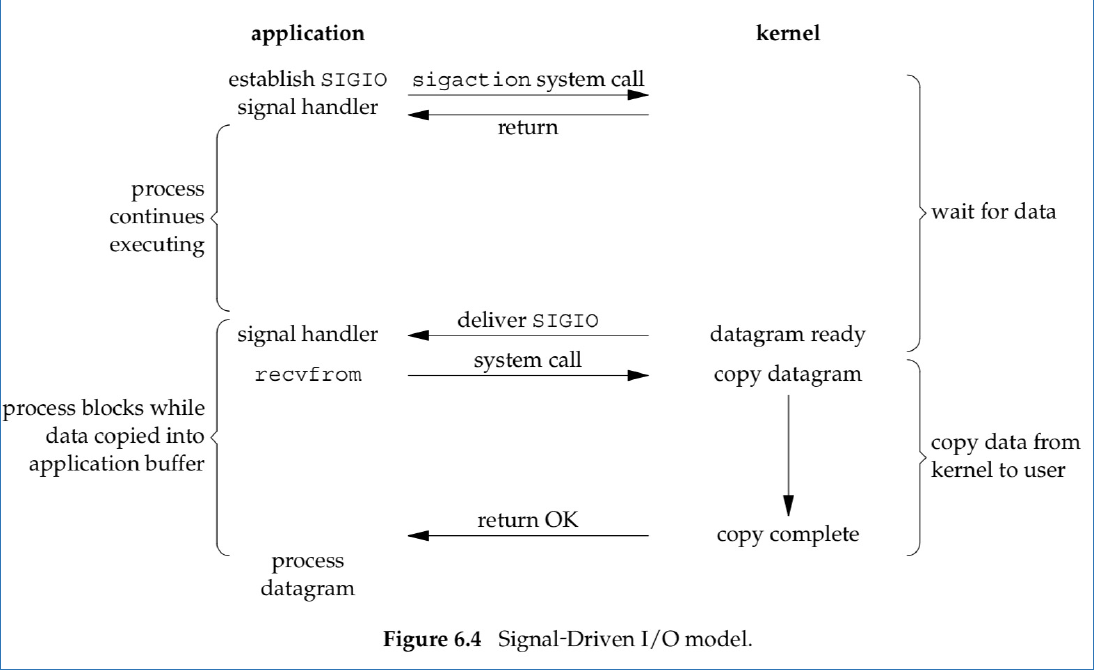 application
kernel
establish SIGIO
signal handler
sigaction system call
return
process
continues
executing
wait for data
signal handler
deliver SIGIO
datagram ready
recvfrom
system call
copy datagram
process blocks while
data copied into
application buffer
copy data from
kernel to user
return OK
copy complete
process
datagram
Figure 6.4 Signal-Driven I/O model.